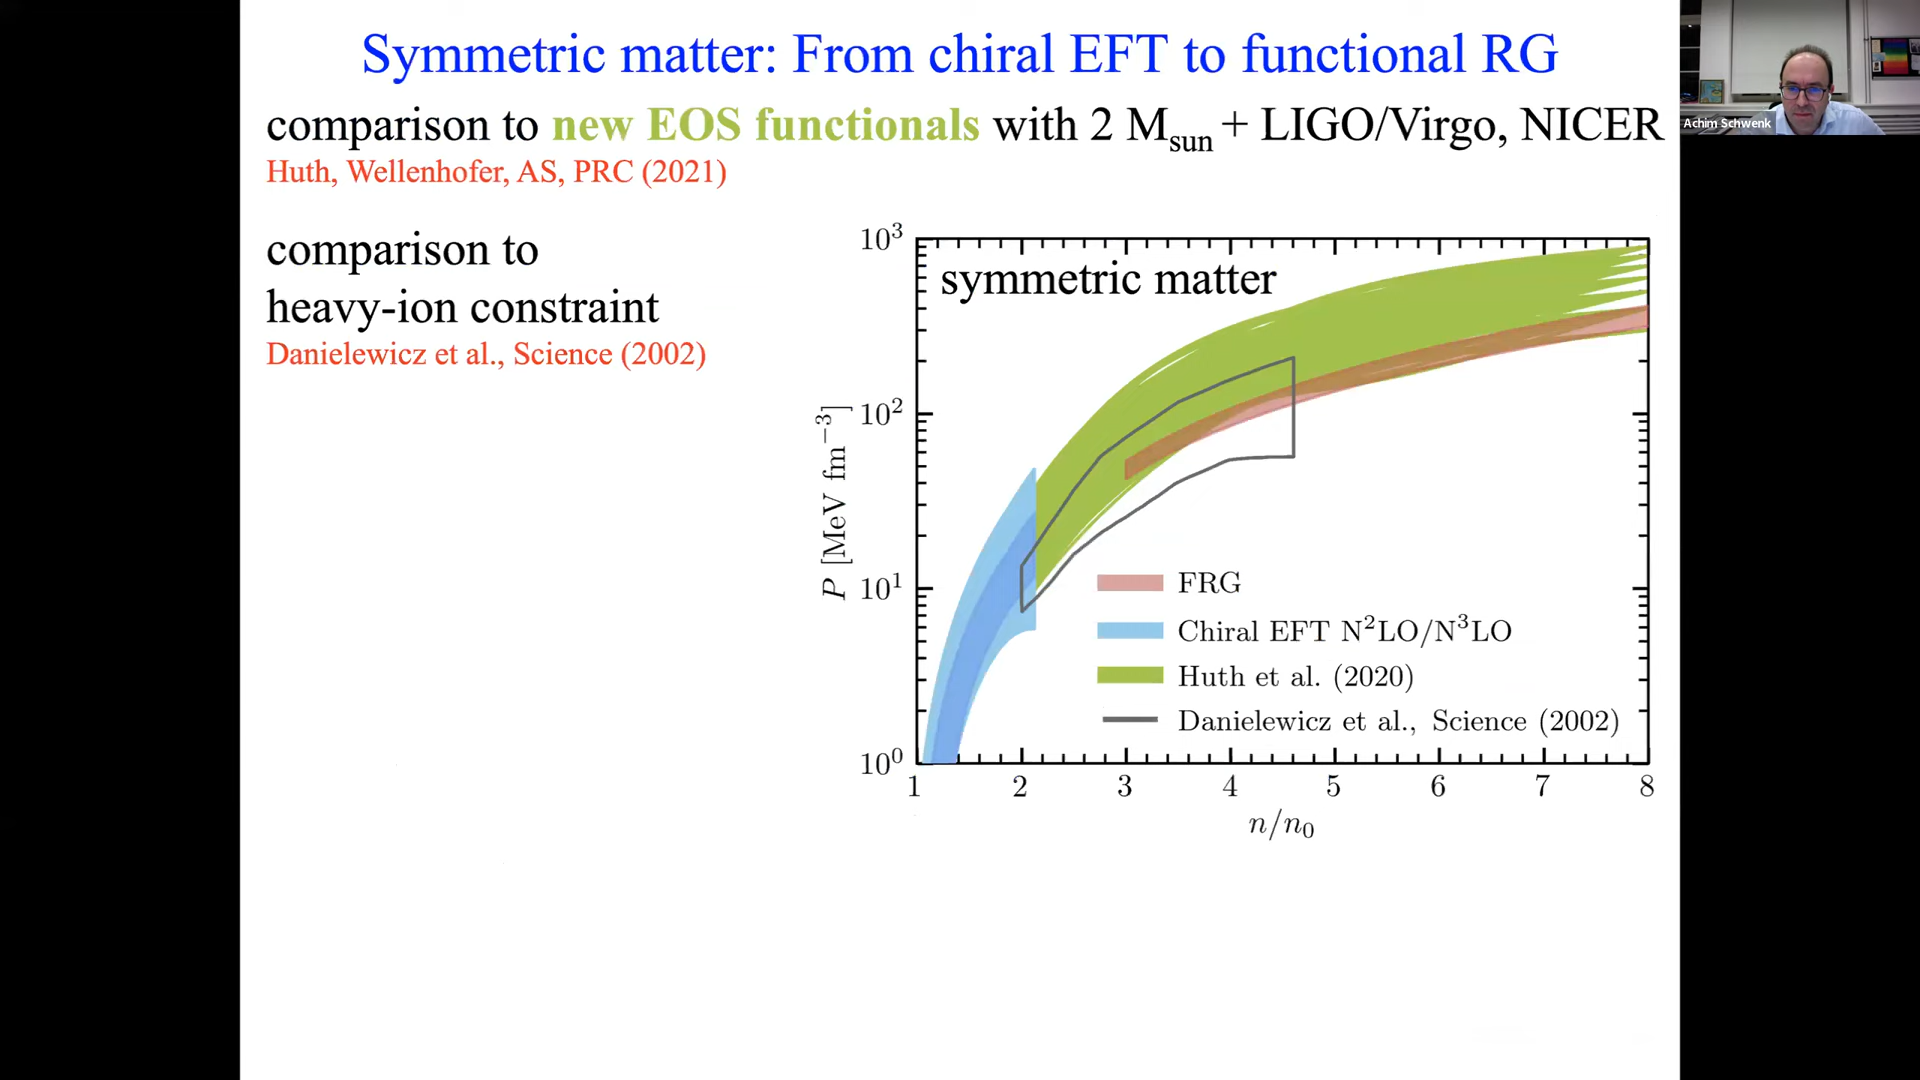 Symmetric matter: From chiral EFT to functional RG
comparison to new EOS functionals with 2 Msun + LIGO/Virgo, NICER
Huth, Wellenhofer, AS, PRC (2021)
Achim Schwenk
comparison to
heavy-ion constraint
Danielewicz et al., Science (2002)
symmetric matter
10³
10²
10¹
10⁰
P [MeV fm⁻³]
FRG
Chiral EFT N²LO/N³LO
Huth et al. (2020)
Danielewicz et al., Science (2002)
1 2 3 4 5 6 7 8
n/n₀